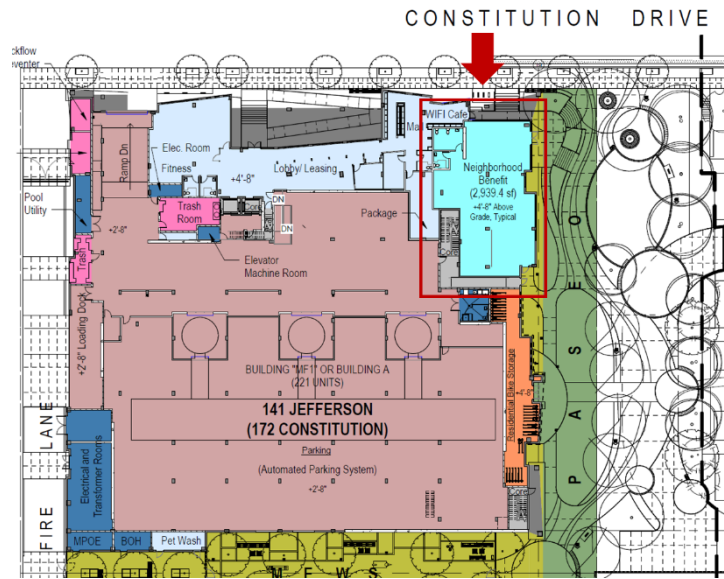 CONSTITUTION DRIVE
ckflow
venter
WIFI Cafe
Mail
Elec. Room
Fitness
Lobby/ Leasing
+4'-8"
Ramp Dn
Neighborhood
Benefit
(2,939.4 sf)
+4'-8" Above
Grade, Typical
Pool
Utility
Trash
Room
DN
DN
Package
+2'-8"
Trash
Elevator
Machine Room
+2'-8" Loading Dock
BUILDING "MF1" OR BUILDING A
(221 UNITS)
141 JEFFERSON
(172 CONSTITUTION)
Parking
(Automated Parking System)
+2'-8"
+4'-8"
Residential Bike Storage
PASEO
FIRE LANE
Electrical and
Transformer Rooms
MPOE
BOH
Pet Wash
MEWS